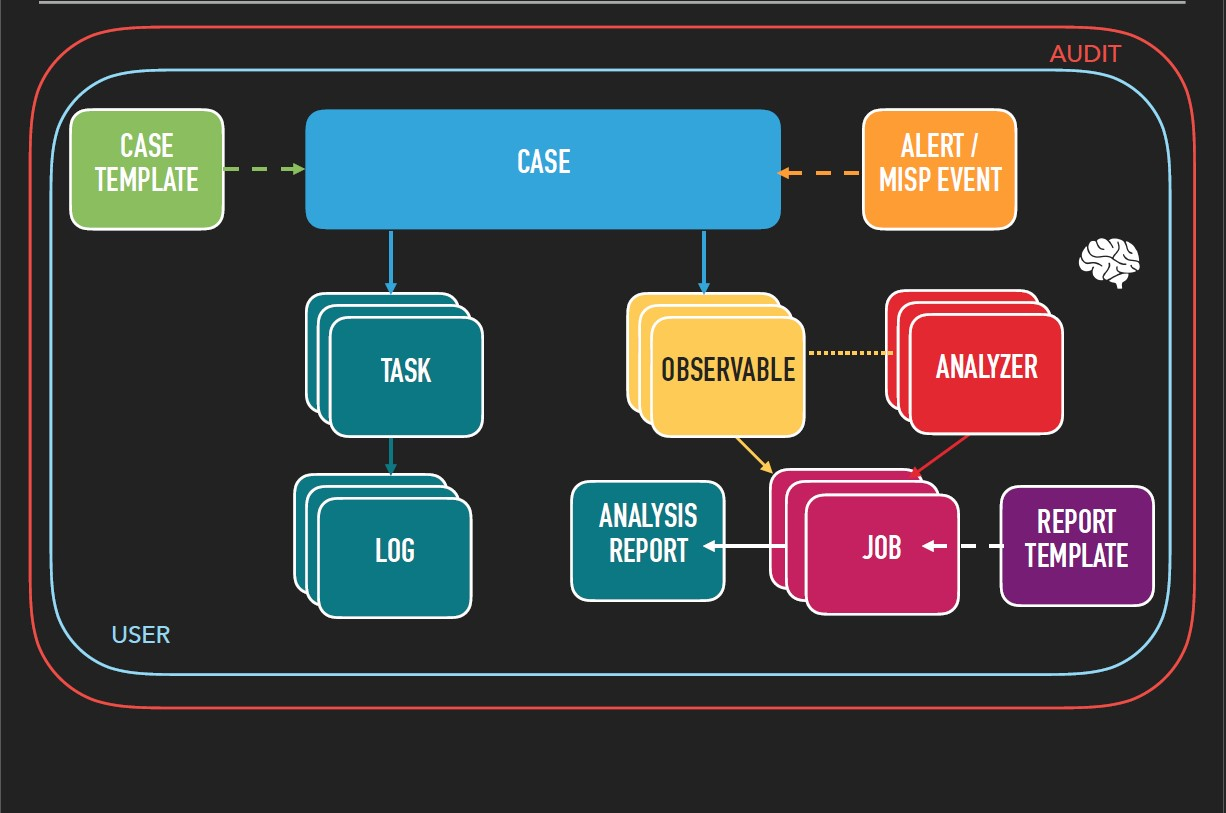 AUDIT
CASE
TEMPLATE
CASE
ALERT /
MISP EVENT
TASK
OBSERVABLE
ANALYZER
LOG
ANALYSIS
REPORT
JOB
REPORT
TEMPLATE
USER